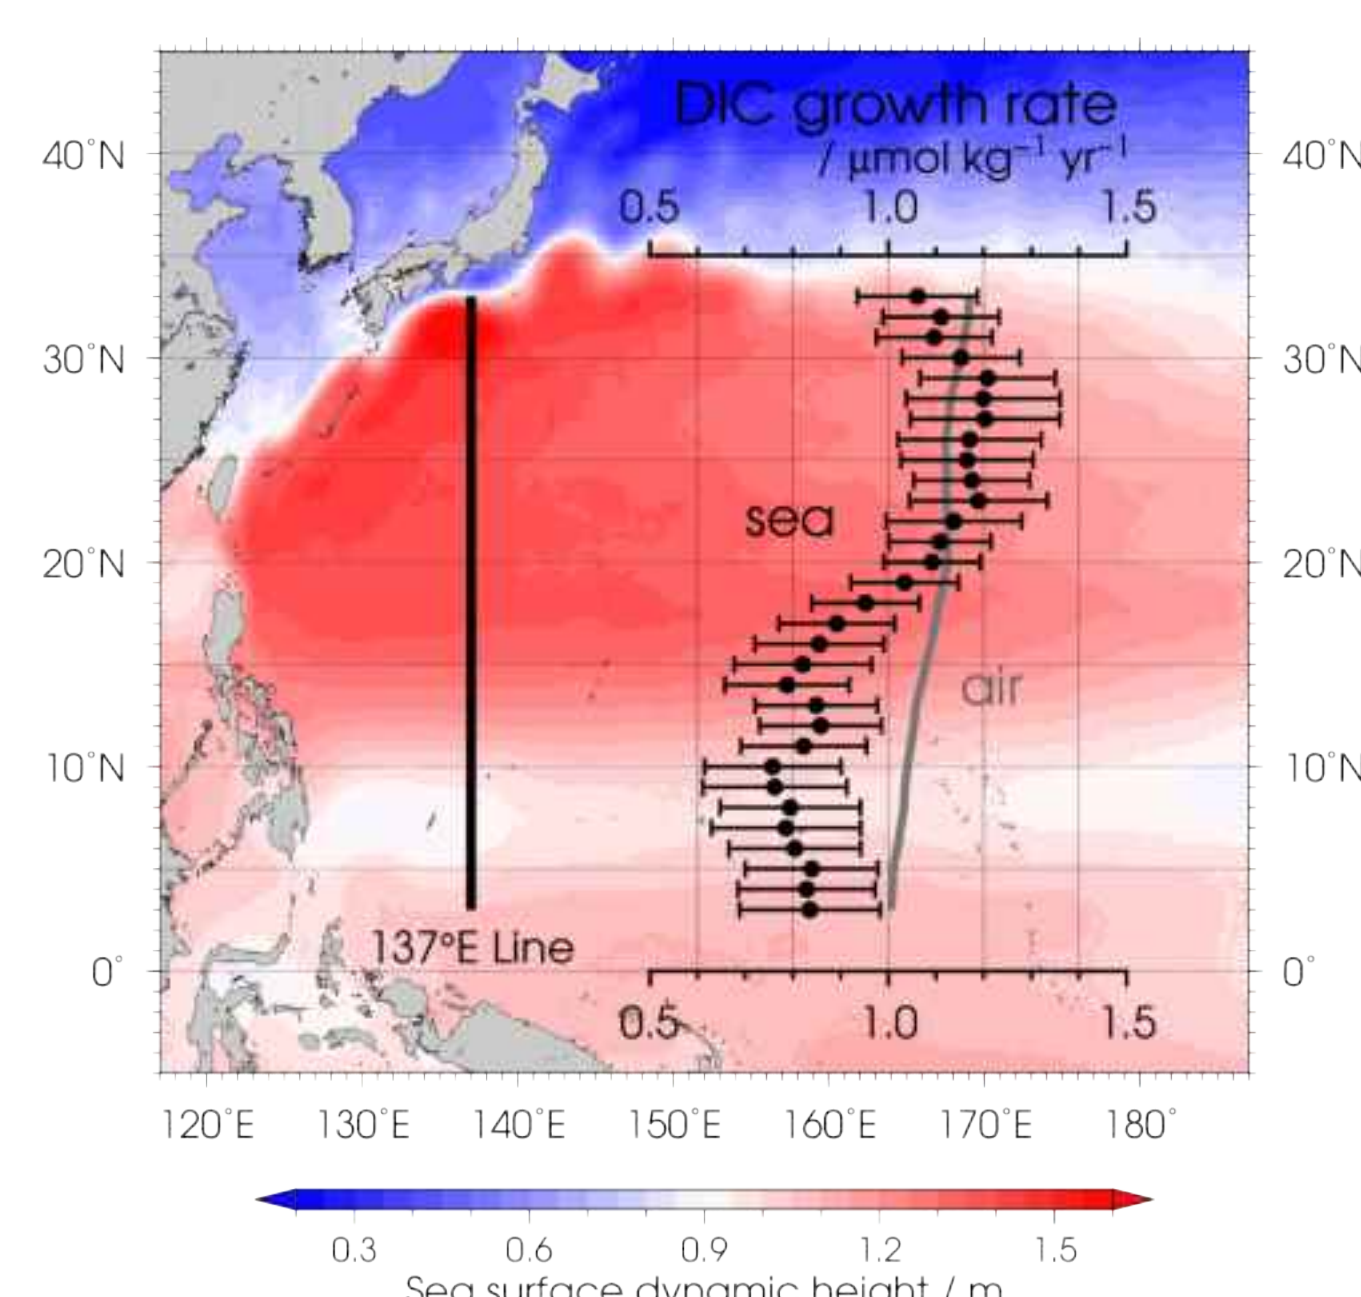 DIC growth rate
/ μmol kg⁻¹ yr⁻¹
0.5 1.0 1.5
40°N 40°N
30°N 30°N
sea
20°N 20°N
air
10°N 10°N
137°E Line
0° 0°
0.5 1.0 1.5
120°E 130°E 140°E 150°E 160°E 170°E 180°
0.3 0.6 0.9 1.2 1.5
Sea surface dynamic height / m